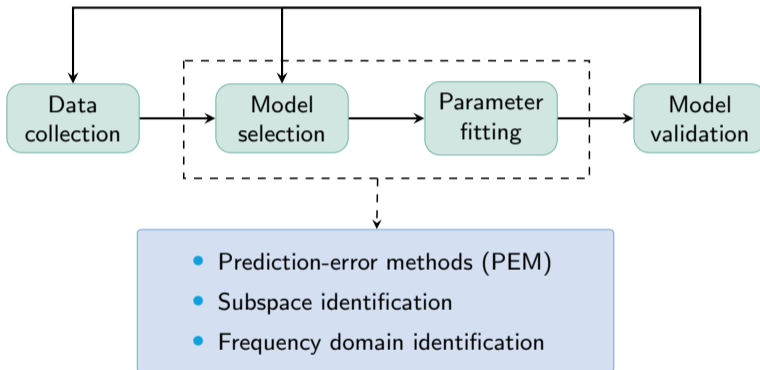 Data
collection
Model
selection
Parameter
fitting
Model
validation
Prediction-error methods (PEM)
Subspace identification
Frequency domain identification